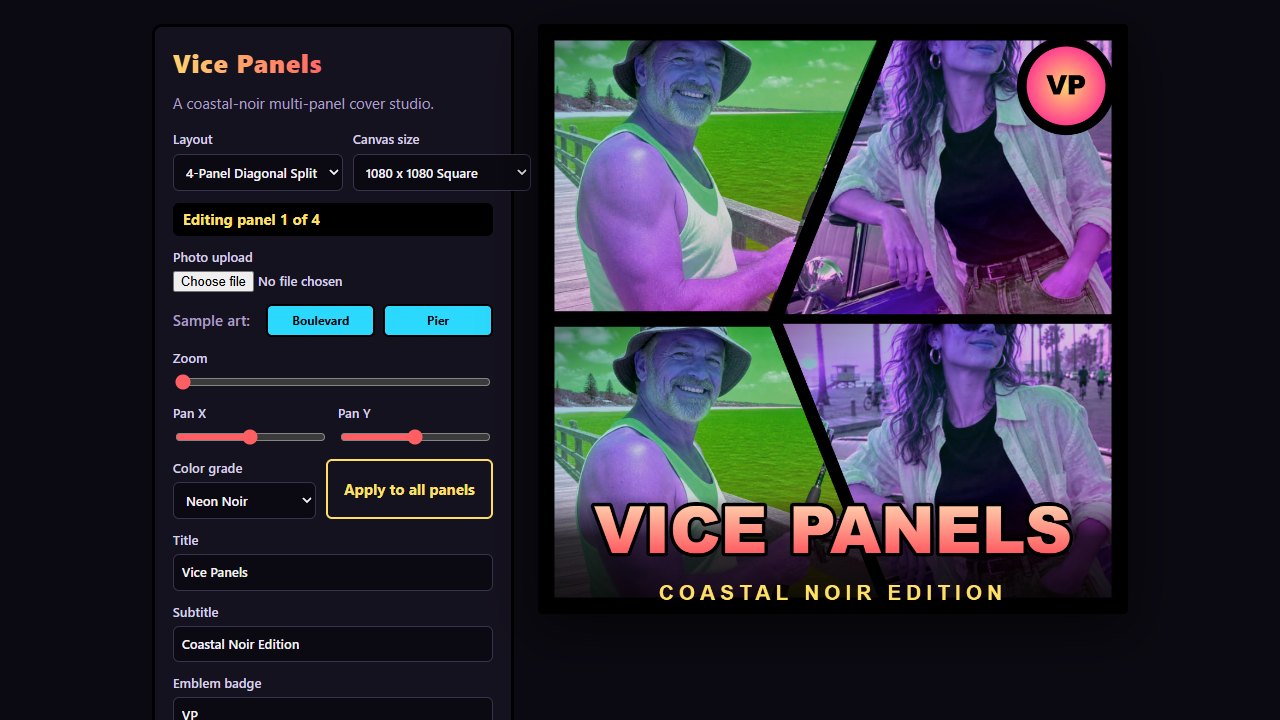 Vice Panels
A coastal-noir multi-panel cover studio.
Layout
Canvas size
4-Panel Diagonal Split
1080 x 1080 Square
Editing panel 1 of 4
Photo upload
Choose file No file chosen
Sample art: Boulevard Pier
Zoom
Pan X
Pan Y
Color grade
Neon Noir
Apply to all panels
Title
Vice Panels
Subtitle
Coastal Noir Edition
Emblem badge
VP
VP
VICE PANELS
COASTAL NOIR EDITION